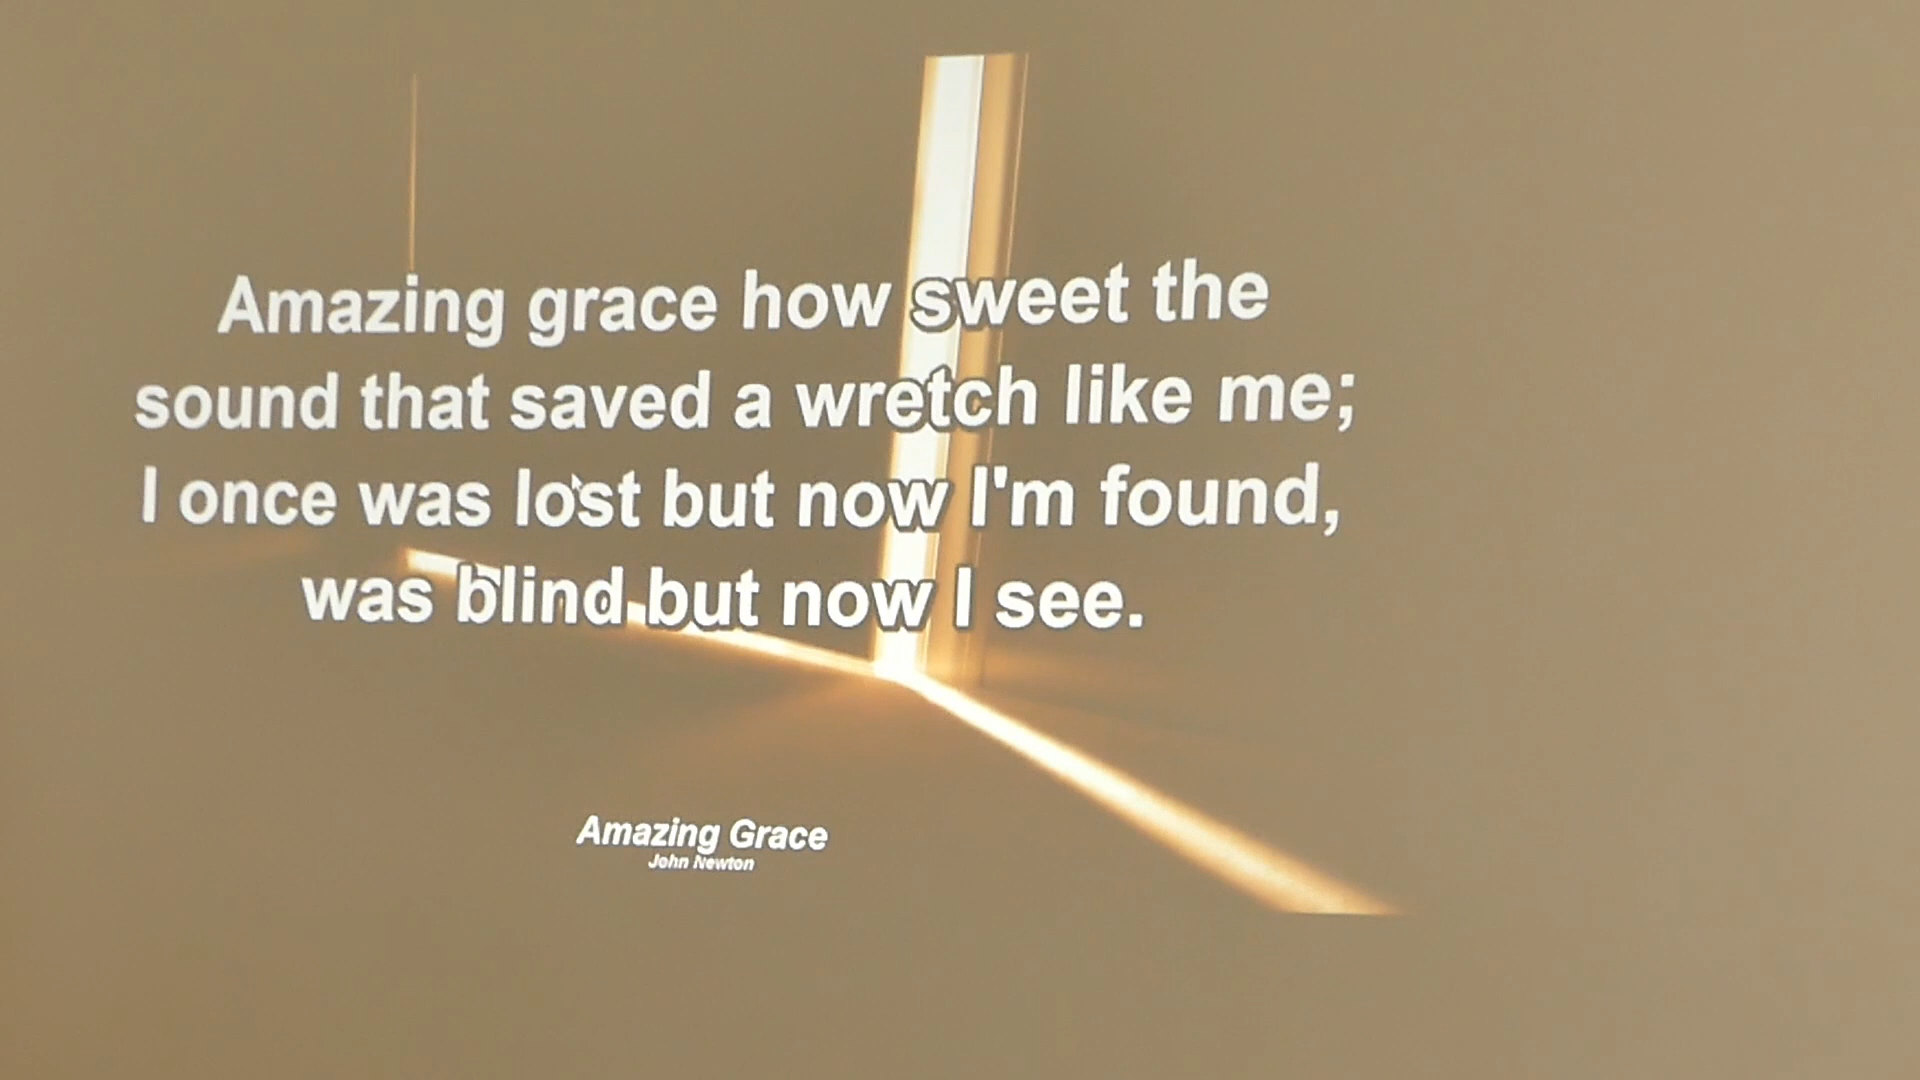 Amazing grace how sweet the
sound that saved a wretch like me;
I once was lost but now I'm found,
was blind but now I see.
Amazing Grace
John Newton